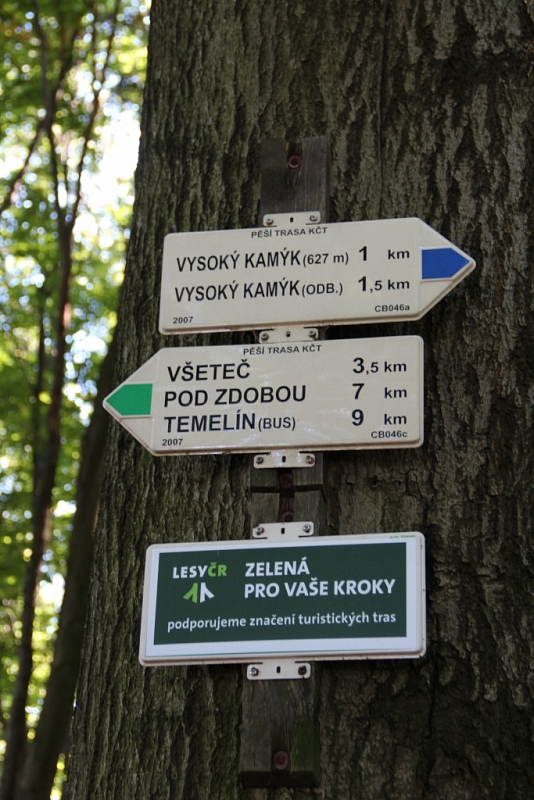 PĚŠÍ TRASA KČT
VYSOKÝ KAMÝK (627 m) 1 km
VYSOKÝ KAMÝK (ODB.) 1,5 km
2007 CB046a
PĚŠÍ TRASA KČT
VŠETEČ 3,5 km
POD ZDOBOU 7 km
TEMELÍN (BUS) 9 km
2007 CB046c
LESY ČR ZELENÁ
PRO VAŠE KROKY
podporujeme značení turistických tras